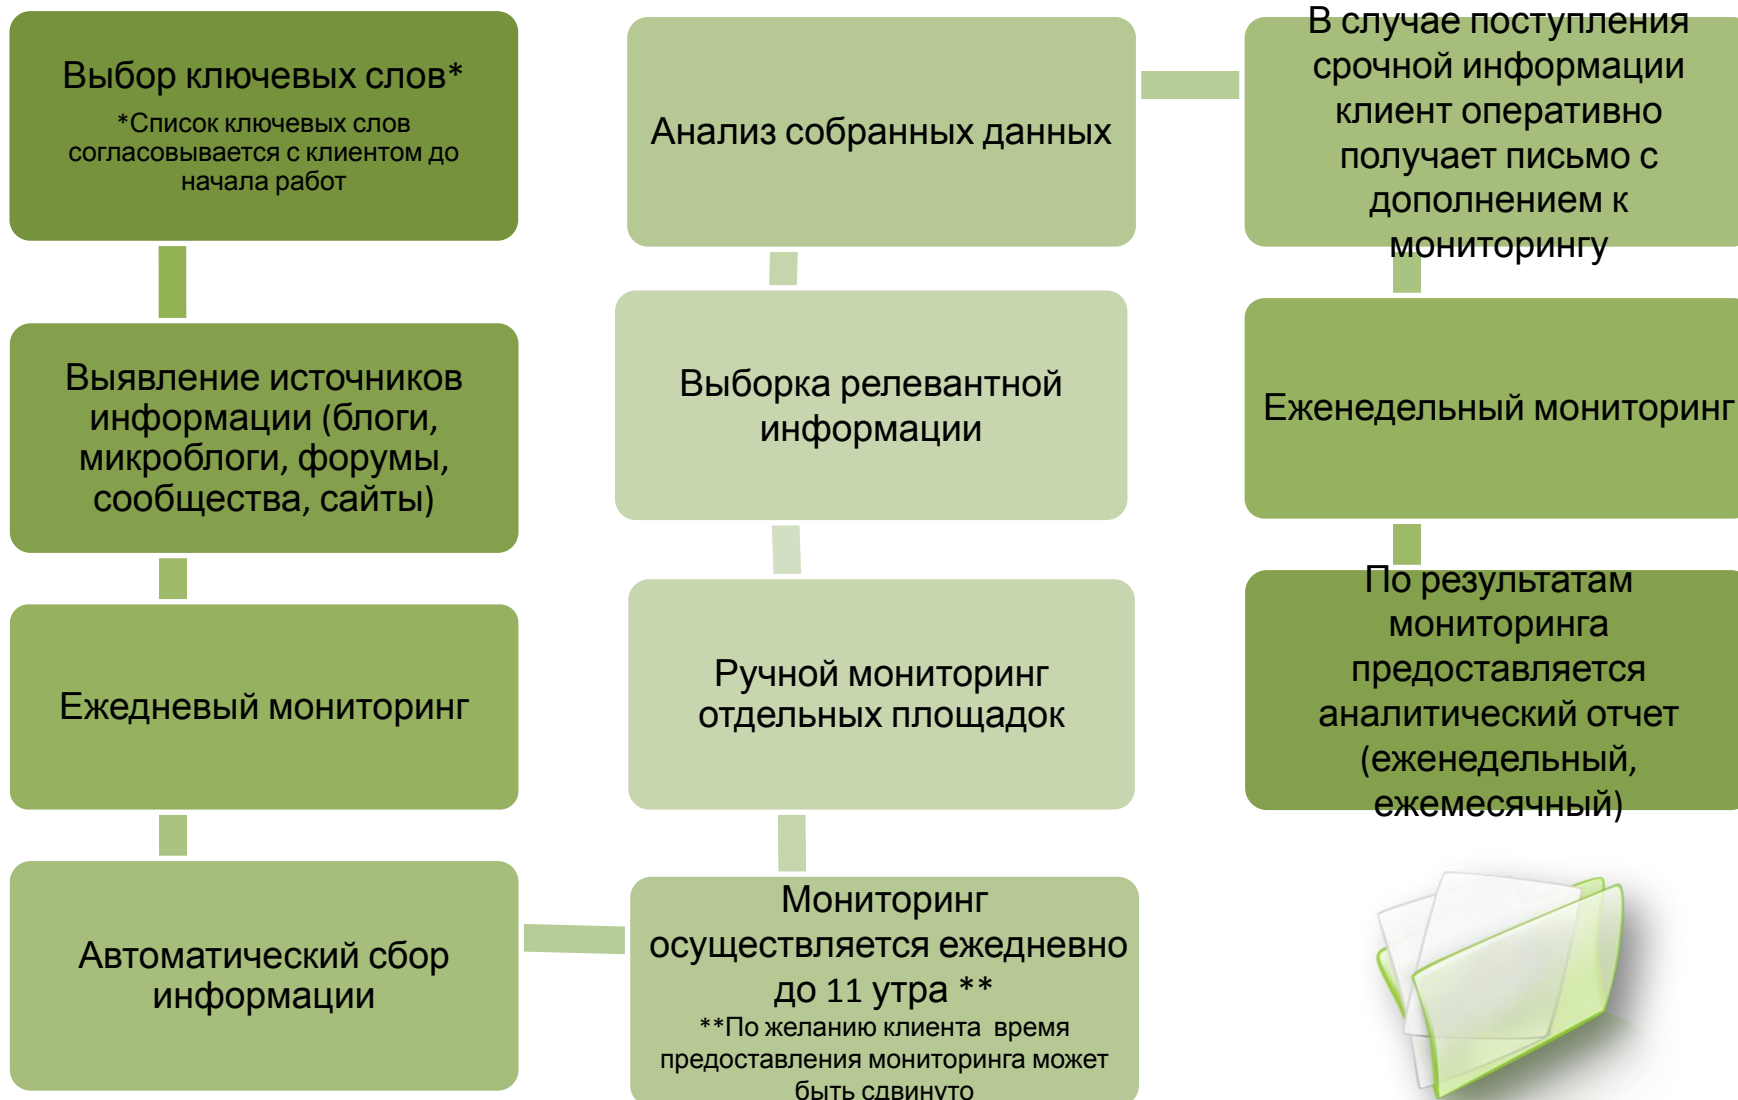 Выбор ключевых слов*
*Список ключевых слов
согласовывается с клиентом до
начала работ
Выявление источников
информации (блоги,
микроблоги, форумы,
сообщества, сайты)
Ежедневый мониторинг
Автоматический сбор
информации
Мониторинг
осуществляется ежедневно
до 11 утра **
**По желанию клиента  время
предоставления мониторинга может
быть сдвинуто
Ручной мониторинг
отдельных площадок
Выборка релевантной
информации
Анализ собранных данных
В случае поступления
срочной информации
клиент оперативно
получает письмо с
дополнением к
мониторингу
Еженедельный мониторинг
По результатам
мониторинга
предоставляется
аналитический отчет
(еженедельный,
ежемесячный)